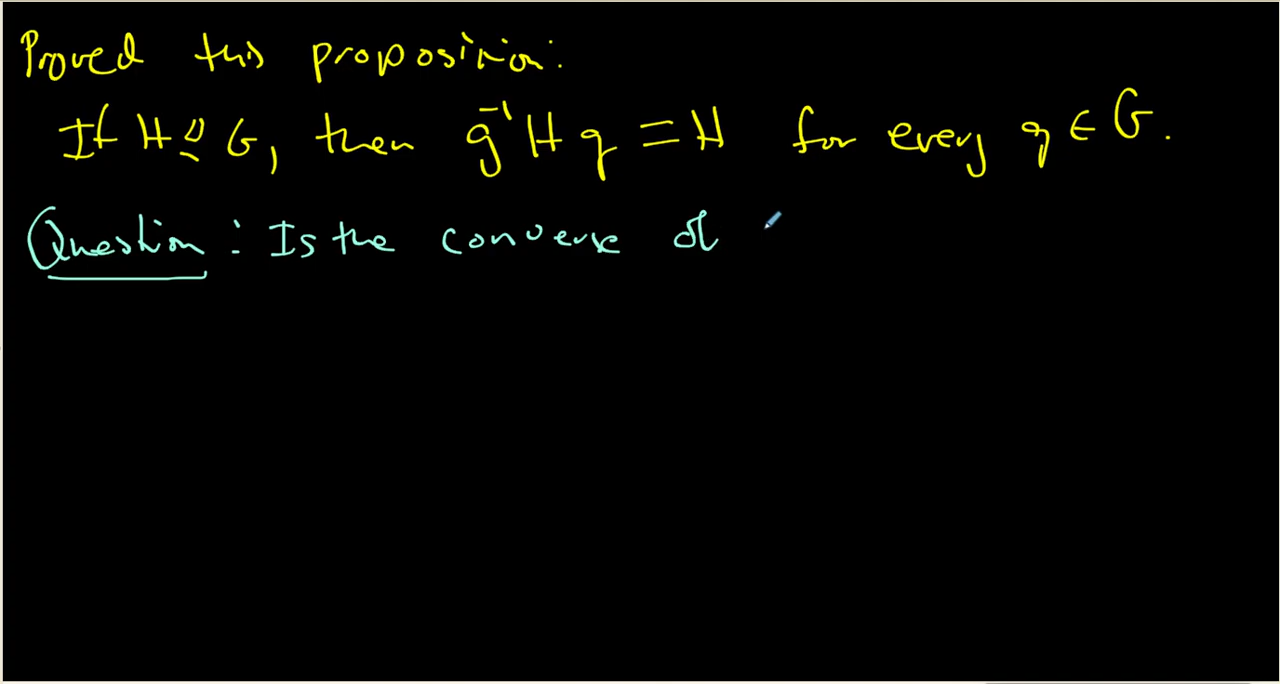 Proved this proposition:
If H ⊴ G, then g⁻¹Hg = H for every g ∈ G.
Question: Is the converse of